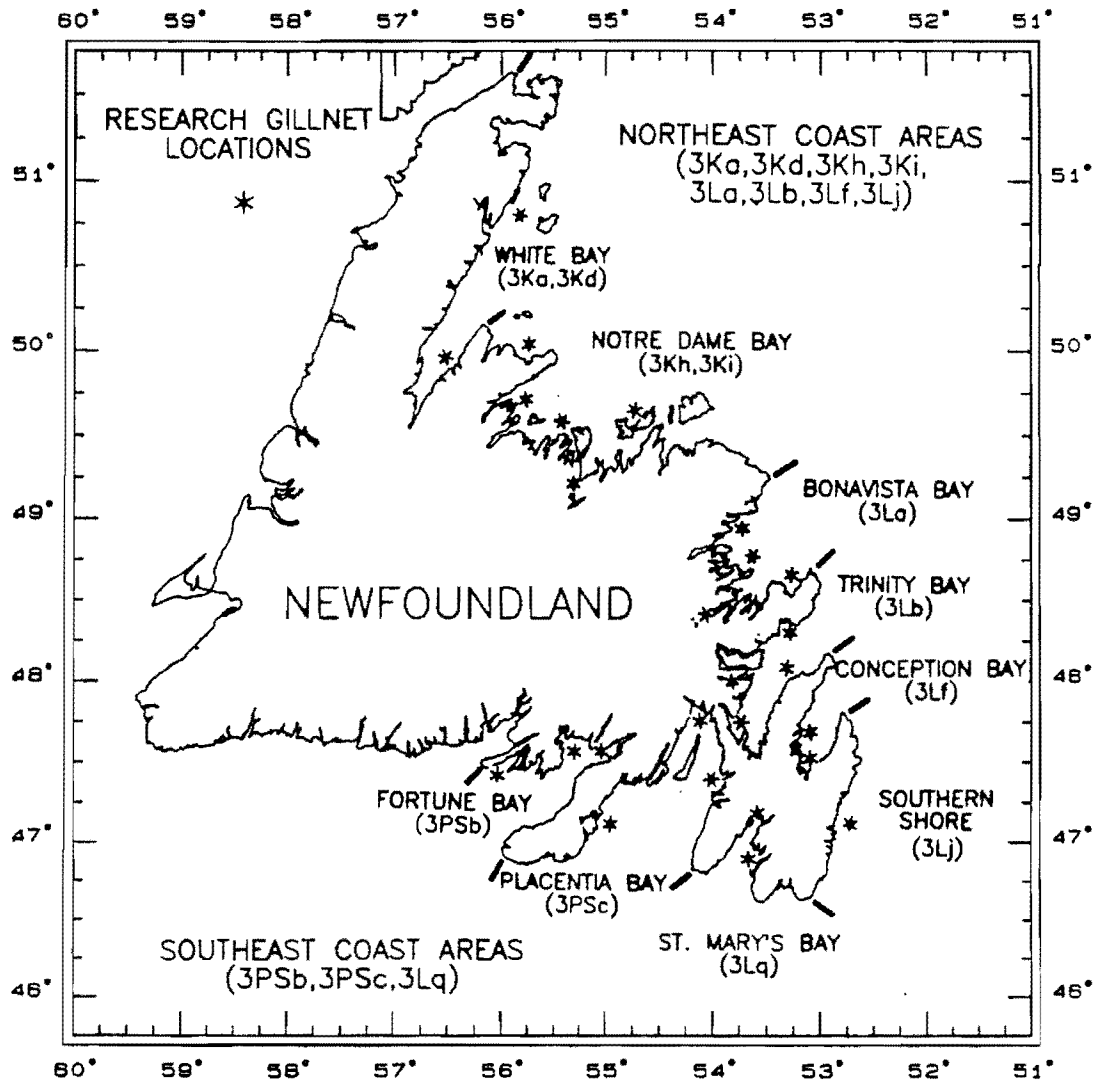 60° 59° 58° 57° 56° 55° 54° 53° 52° 51°
RESEARCH GILLNET
LOCATIONS
NORTHEAST COAST AREAS
(3Ka,3Kd,3Kh,3Ki,
3La,3Lb,3Lf,3Lj)
51° 51°
WHITE BAY
(3Ka,3Kd)
50° 50°
NOTRE DAME BAY
(3Kh,3Ki)
BONAVISTA BAY
(3La)
49° 49°
NEWFOUNDLAND
TRINITY BAY
(3Lb)
48° 48°
CONCEPTION BAY
(3Lf)
FORTUNE BAY
(3PSb)
SOUTHERN
SHORE
(3Lj)
47° 47°
PLACENTIA BAY
(3PSc)
ST. MARY'S BAY
(3Lq)
SOUTHEAST COAST AREAS
(3PSb,3PSc,3Lq)
46° 46°
60° 59° 58° 57° 56° 55° 54° 53° 52° 51°